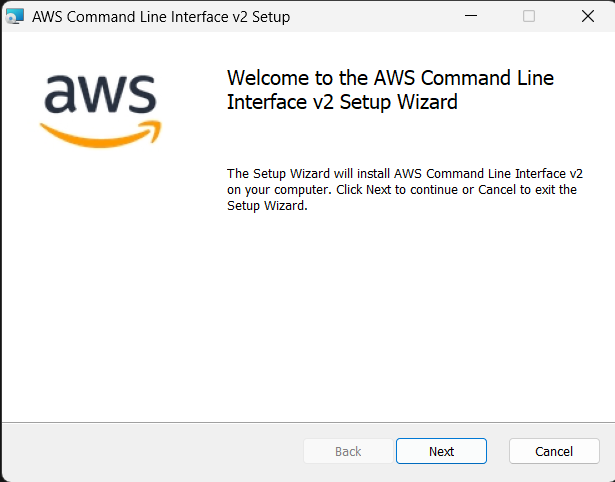 AWS Command Line Interface v2 Setup
aws
Welcome to the AWS Command Line
Interface v2 Setup Wizard
The Setup Wizard will install AWS Command Line Interface v2
on your computer. Click Next to continue or Cancel to exit the
Setup Wizard.
Back
Next
Cancel